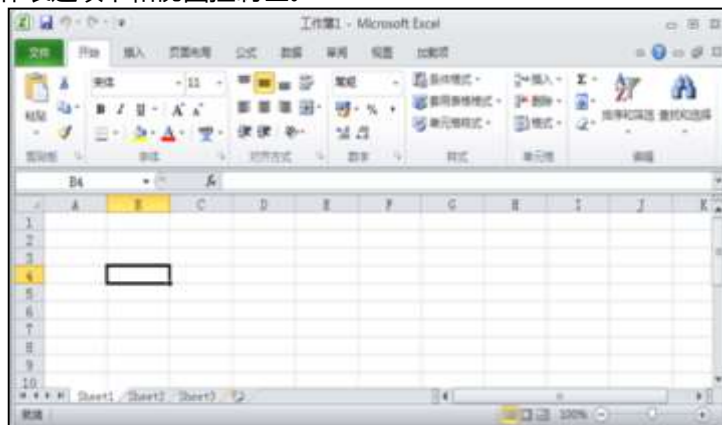 工作1 - Microsoft Excel
文件 开始 插入 页面布局 公式 数据 审阅 视图 加载项
粘贴 宋体 11 B I U A A 常规 % , 条件格式 套用表格格式 单元格样式 插入 删除 格式 Σ 排序和筛选 查找和选择
剪贴板 字体 对齐方式 数字 样式 单元格 编辑
B4 fx
A B C D E F G H I J K
1
2
3
4
5
6
7
8
9
10
Sheet1 Sheet2 Sheet3
就绪 100%